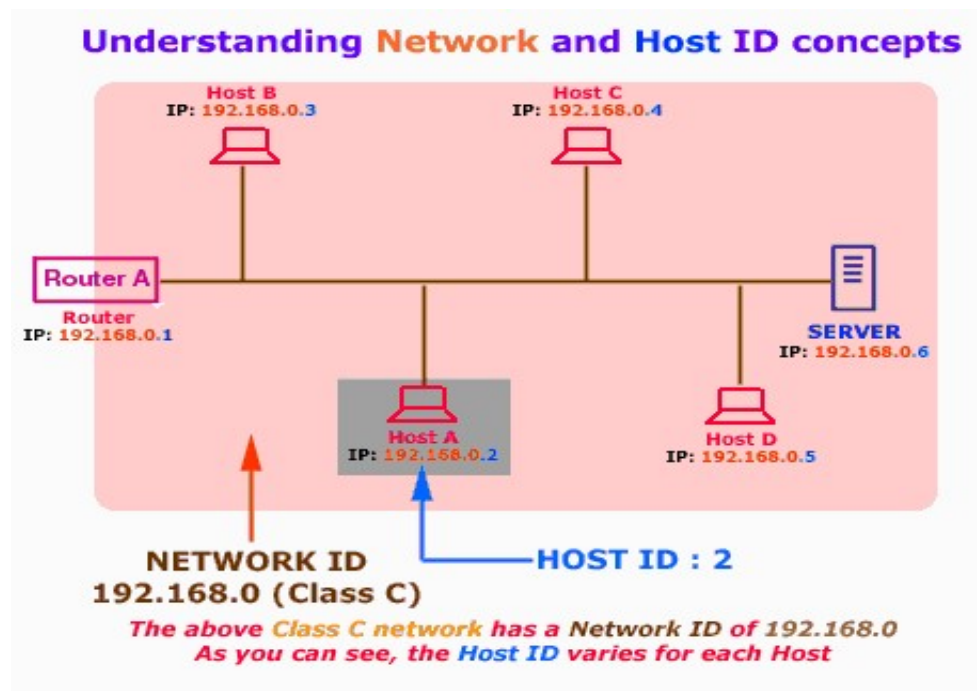 Understanding Network and Host ID concepts
Host B
IP: 192.168.0.3
Host C
IP: 192.168.0.4
Router A
Router
IP: 192.168.0.1
SERVER
IP: 192.168.0.6
Host A
IP: 192.168.0.2
Host D
IP: 192.168.0.5
NETWORK ID
192.168.0 (Class C)
HOST ID : 2
The above Class C network has a Network ID of 192.168.0
As you can see, the Host ID varies for each Host